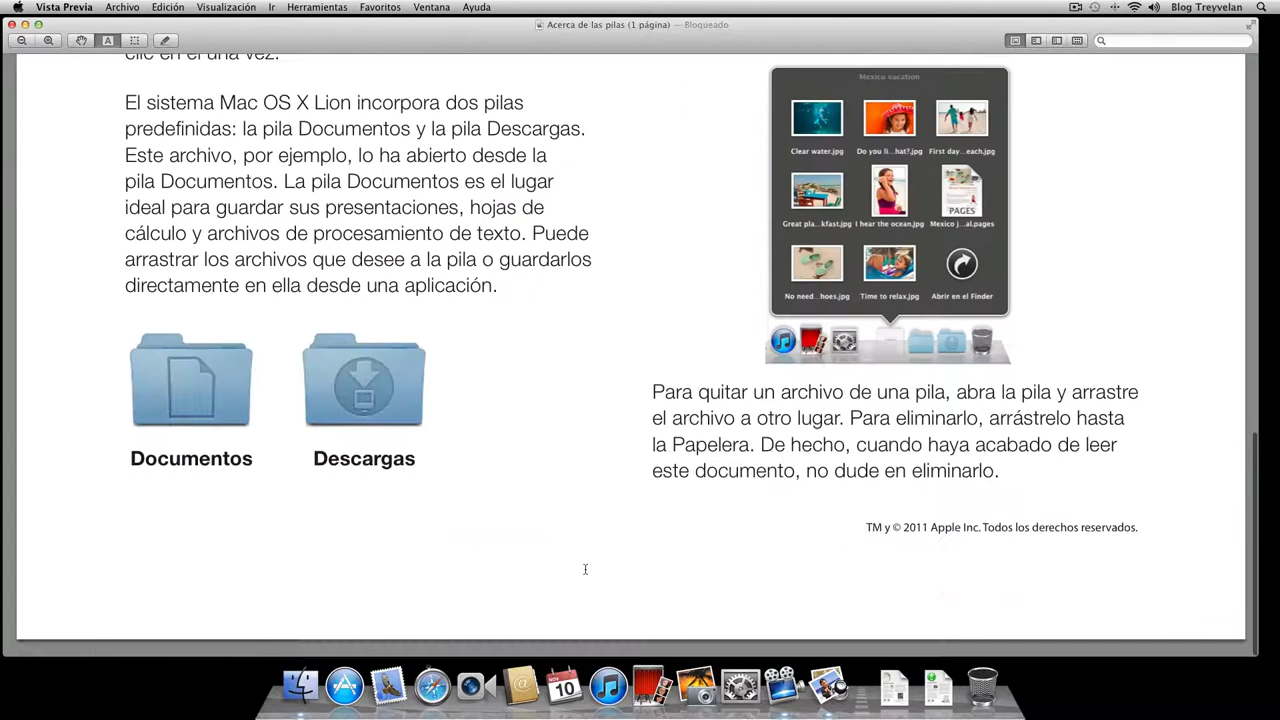 Vista Previa Archivo Edición Visualización Ir Herramientas Favoritos Ventana Ayuda Blog Treyvelan
Acerca de las pilas (1 página) — Bloqueado
clic en él una vez.
El sistema Mac OS X Lion incorpora dos pilas
predefinidas: la pila Documentos y la pila Descargas.
Este archivo, por ejemplo, lo ha abierto desde la
pila Documentos. La pila Documentos es el lugar
ideal para guardar sus presentaciones, hojas de
cálculo y archivos de procesamiento de texto. Puede
arrastrar los archivos que desee a la pila o guardarlos
directamente en ella desde una aplicación.
Documentos Descargas
Mexico vacation
Clear water.jpg Do you li...hat?.jpg First day...each.jpg
PAGES
Great pla...kfast.jpg I hear the ocean.jpg Mexico j...al.pages
No need...hoes.jpg Time to relax.jpg Abrir en el Finder
Para quitar un archivo de una pila, abra la pila y arrastre
el archivo a otro lugar. Para eliminarlo, arrástrelo hasta
la Papelera. De hecho, cuando haya acabado de leer
este documento, no dude en eliminarlo.
TM y © 2011 Apple Inc. Todos los derechos reservados.
NOV
10